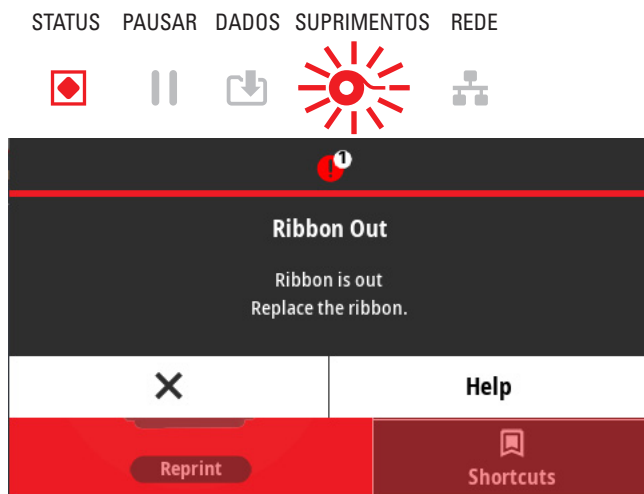 STATUS PAUSAR DADOS SUPRIMENTOS REDE
1
Ribbon Out
Ribbon is out
Replace the ribbon.
Help
Reprint
Shortcuts